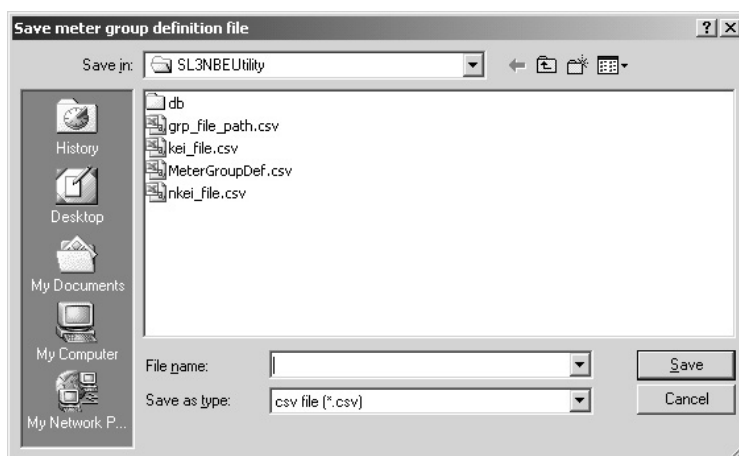 Save meter group definition file
Save in: SL3NBEUtility
History
Desktop
My Documents
My Computer
My Network P...
db
grp_file_path.csv
kei_file.csv
MeterGroupDef.csv
nkei_file.csv
File name:
Save
Save as type: csv file (*.csv)
Cancel